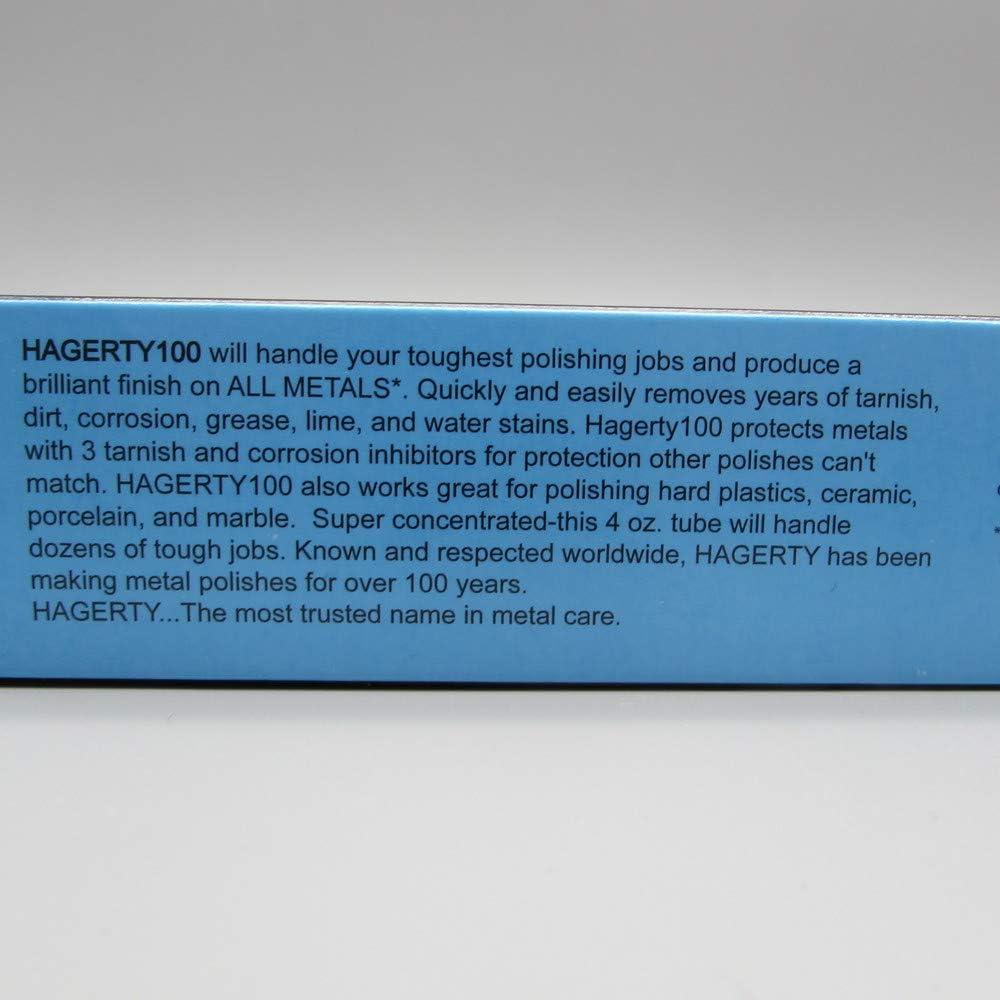 HAGERTY100 will handle your toughest polishing jobs and produce a
brilliant finish on ALL METALS*. Quickly and easily removes years of tarnish,
dirt, corrosion, grease, lime, and water stains. Hagerty100 protects metals
with 3 tarnish and corrosion inhibitors for protection other polishes can't
match. HAGERTY100 also works great for polishing hard plastics, ceramic,
porcelain, and marble.  Super concentrated-this 4 oz. tube will handle
dozens of tough jobs. Known and respected worldwide, HAGERTY has been
making metal polishes for over 100 years.
HAGERTY...The most trusted name in metal care.